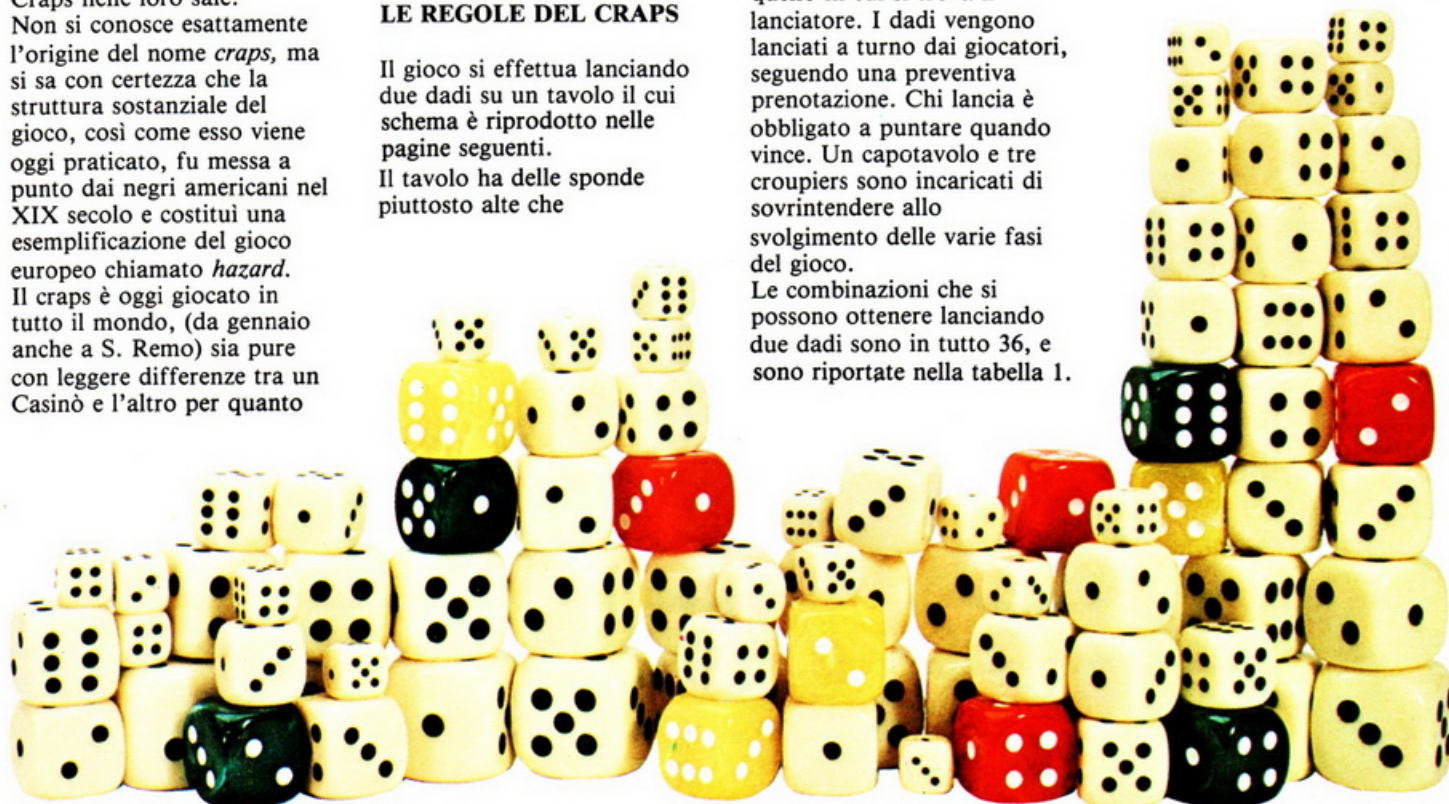 Craps nelle loro sale.
Non si conosce esattamente
l'origine del nome craps, ma
si sa con certezza che la
struttura sostanziale del
gioco, così come esso viene
oggi praticato, fu messa a
punto dai negri americani nel
XIX secolo e costituì una
esemplificazione del gioco
europeo chiamato hazard.
Il craps è oggi giocato in
tutto il mondo, (da gennaio
anche a S. Remo) sia pure
con leggere differenze tra un
Casinò e l'altro per quanto
LE REGOLE DEL CRAPS
Il gioco si effettua lanciando
due dadi su un tavolo il cui
schema è riprodotto nelle
pagine seguenti.
Il tavolo ha delle sponde
piuttosto alte che
lanciatore. I dadi vengono
lanciati a turno dai giocatori,
seguendo una preventiva
prenotazione. Chi lancia è
obbligato a puntare quando
vince. Un capotavolo e tre
croupiers sono incaricati di
sovrintendere allo
svolgimento delle varie fasi
del gioco.
Le combinazioni che si
possono ottenere lanciando
due dadi sono in tutto 36, e
sono riportate nella tabella 1.